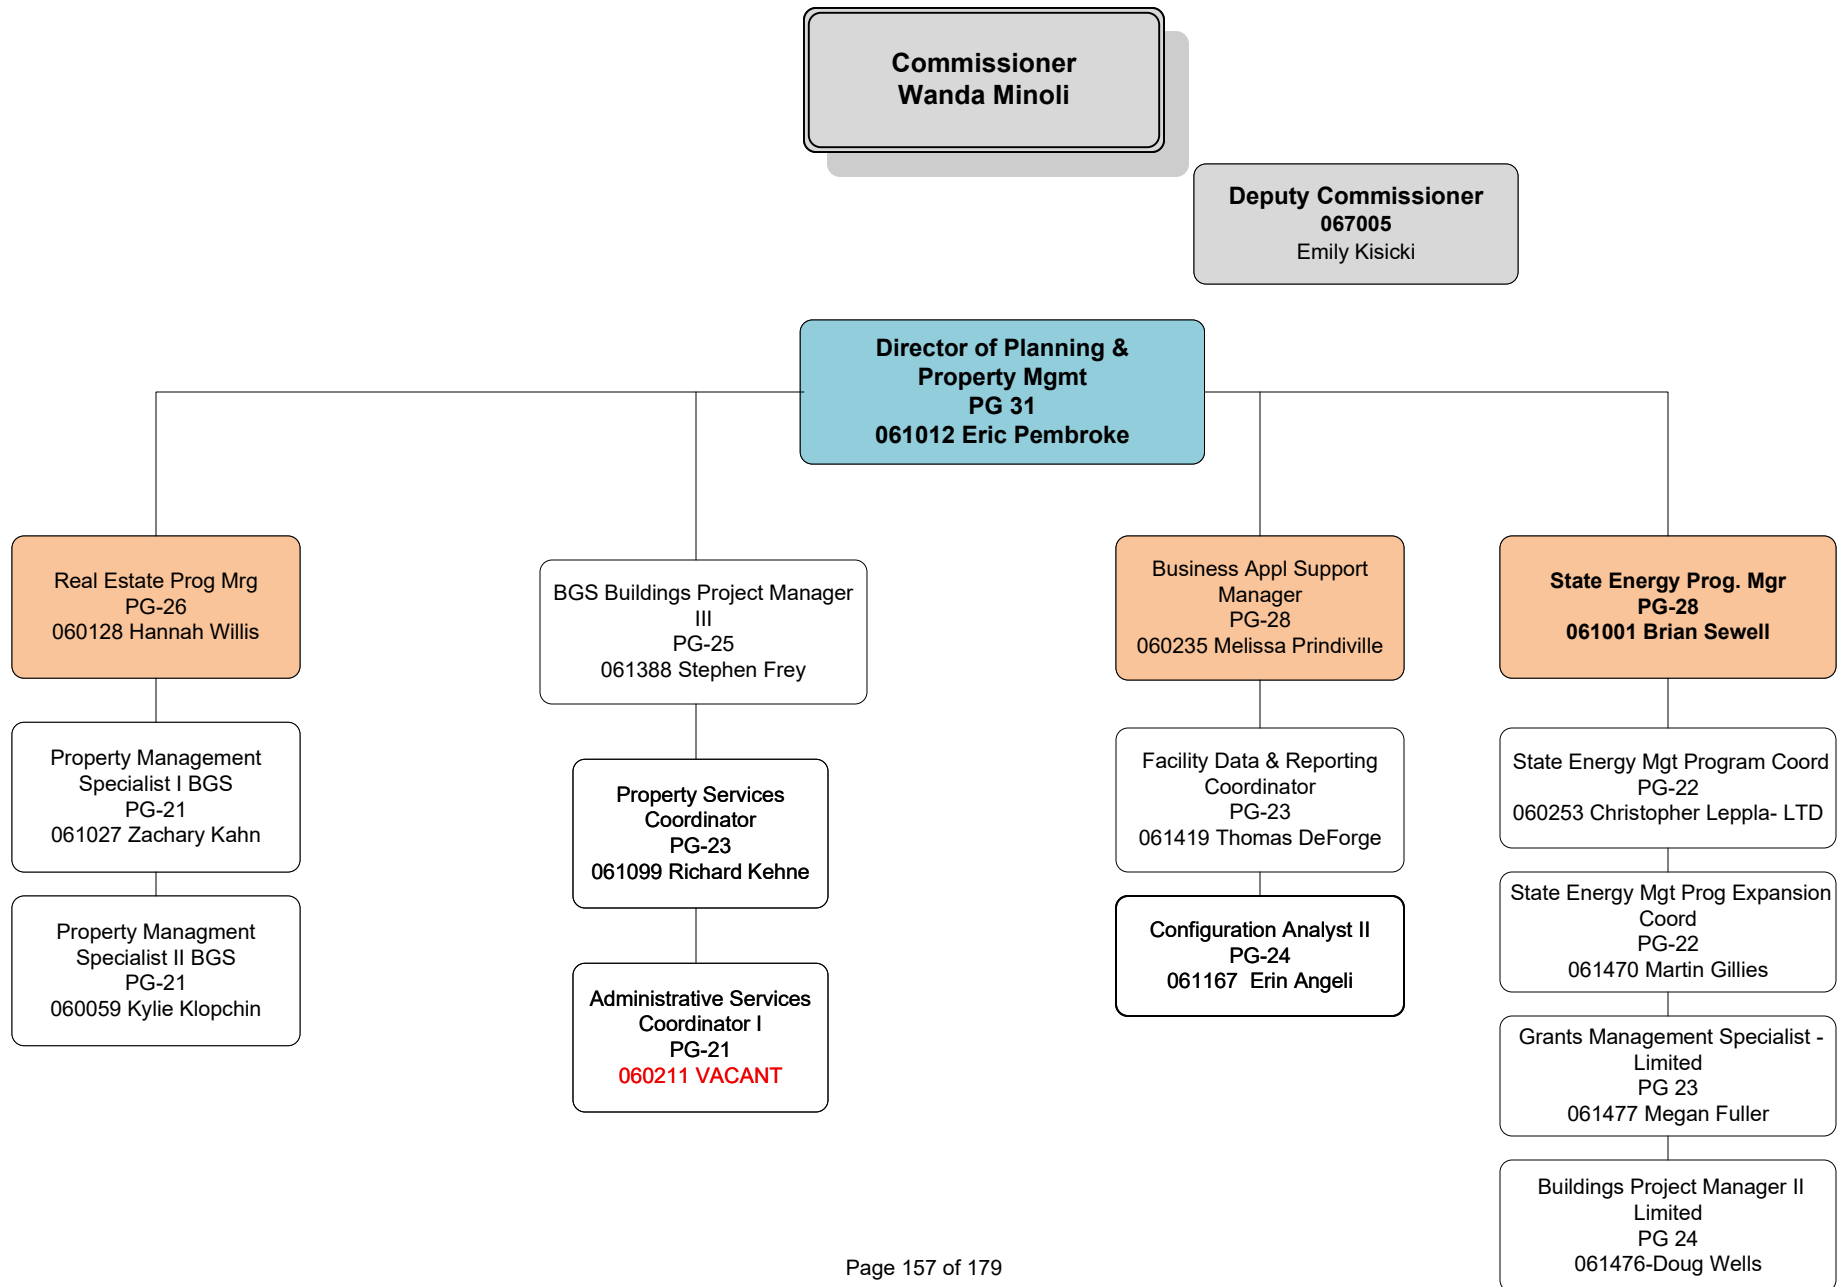 Commissioner
Wanda Minoli
Deputy Commissioner
067005
Emily Kisicki
Director of Planning &
Property Mgmt
PG 31
061012 Eric Pembroke
Real Estate Prog Mrg
PG-26
060128 Hannah Willis
Property Management
Specialist I BGS
PG-21
061027 Zachary Kahn
Property Managment
Specialist II BGS
PG-21
060059 Kylie Klopchin
BGS Buildings Project Manager
III
PG-25
061388 Stephen Frey
Property Services
Coordinator
PG-23
061099 Richard Kehne
Administrative Services
Coordinator I
PG-21
060211 VACANT
Business Appl Support
Manager
PG-28
060235 Melissa Prindiville
Facility Data & Reporting
Coordinator
PG-23
061419 Thomas DeForge
Configuration Analyst II
PG-24
061167  Erin Angeli
State Energy Prog. Mgr
PG-28
061001 Brian Sewell
State Energy Mgt Program Coord
PG-22
060253 Christopher Leppla- LTD
State Energy Mgt Prog Expansion
Coord
PG-22
061470 Martin Gillies
Grants Management Specialist -
Limited
PG 23
061477 Megan Fuller
Buildings Project Manager II
Limited
PG 24
061476-Doug Wells
Page 157 of 179